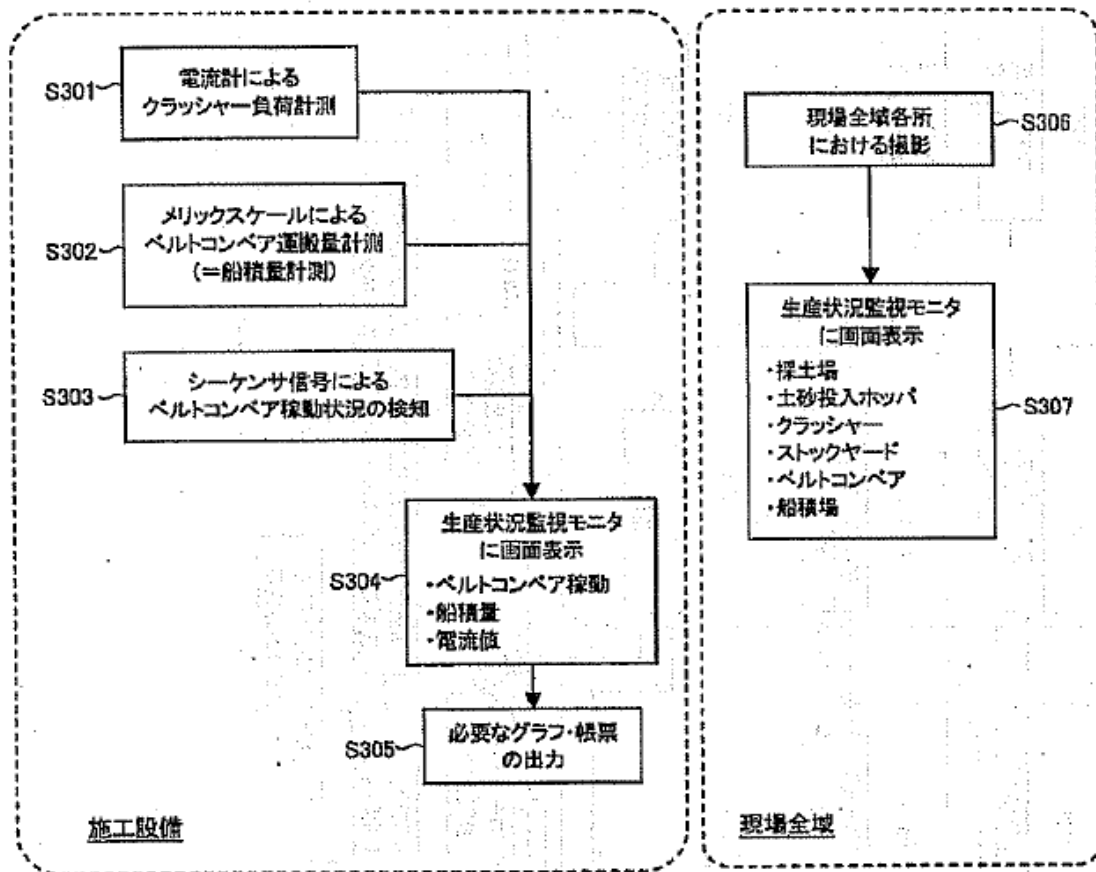 S301
電流計による
クラッシャー負荷計測
S302
メリックスケールによる
ベルトコンベア運搬量計測
(=船積量計測)
S303
シーケンサ信号による
ベルトコンベア稼動状況の検知
S304
生産状況監視モニタ
に画面表示
・ベルトコンベア稼動
・船積量
・電流値
S305
必要なグラフ・帳票
の出力
施工設備
現場全域各所
における撮影
S306
生産状況監視モニタ
に画面表示
・採土場
・土砂投入ホッパ
・クラッシャー
・ストックヤード
・ベルトコンベア
・船積場
S307
現場全域